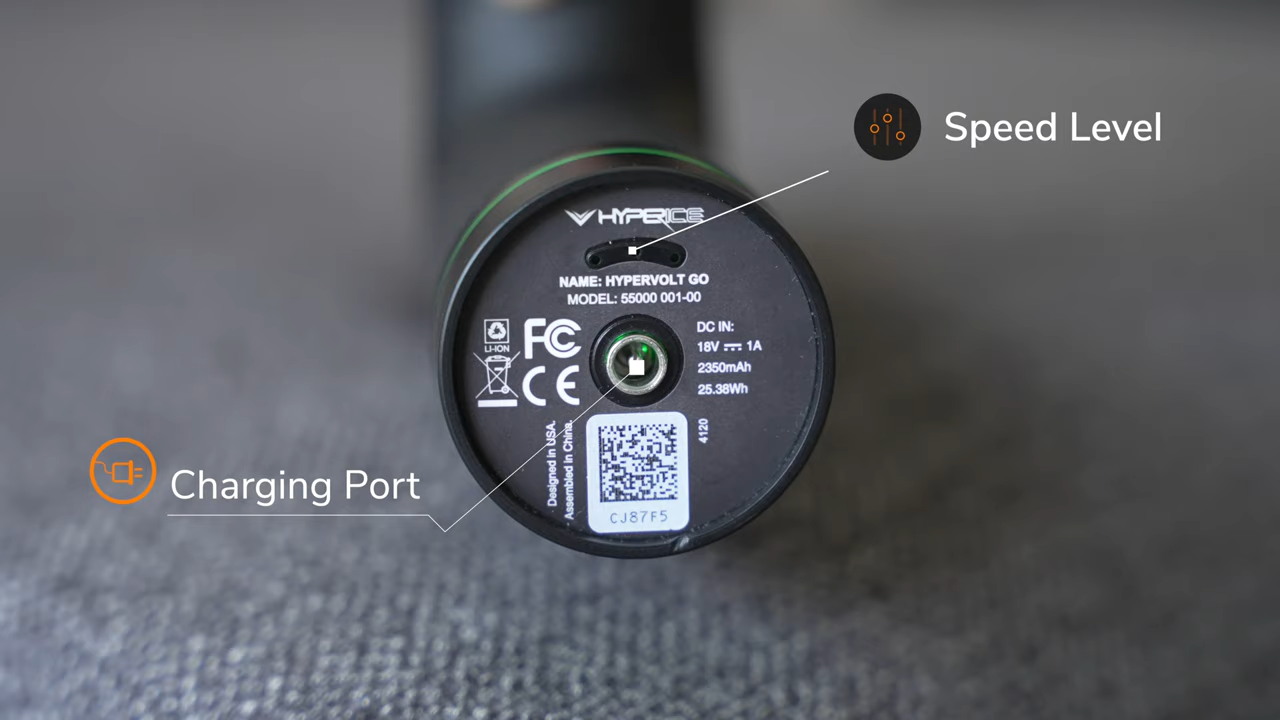 Speed Level
HYPERICE
NAME: HYPERVOLT GO
MODEL: 55000 001-00
LI-ION
FC
CE
DC IN:
18V ⎓ 1A
2350mAh
25.38Wh
4120
Designed in USA.
Assembled in China.
CJ87F5
Charging Port